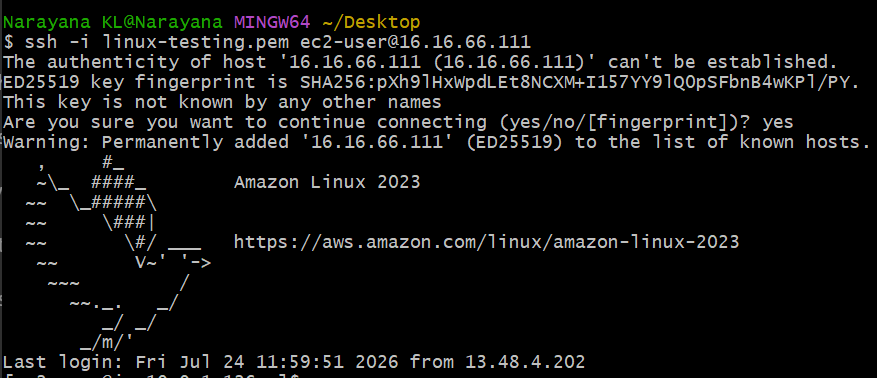 Narayana KL@Narayana MINGW64 ~/Desktop
$ ssh -i linux-testing.pem ec2-user@16.16.66.111
The authenticity of host '16.16.66.111 (16.16.66.111)' can't be established.
ED25519 key fingerprint is SHA256:pXh9lHxWpdLEt8NCXM+I157YY9lQ0pSFbnB4wKPl/PY.
This key is not known by any other names
Are you sure you want to continue connecting (yes/no/[fingerprint])? yes
Warning: Permanently added '16.16.66.111' (ED25519) to the list of known hosts.
   ,     #_
   ~\_  ####_        Amazon Linux 2023
  ~~  \_#####\
  ~~     \###|
  ~~       \#/ ___   https://aws.amazon.com/linux/amazon-linux-2023
   ~~       V~' '->
    ~~~         /
      ~~._.   _/
         _/ _/
       _/m/'
Last login: Fri Jul 24 11:59:51 2026 from 13.48.4.202